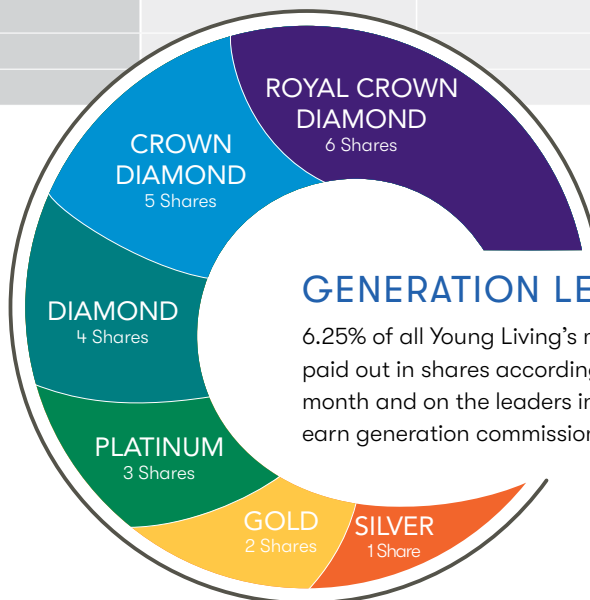 ROYAL CROWN
DIAMOND
6 Shares
CROWN
DIAMOND
5 Shares
DIAMOND
4 Shares
PLATINUM
3 Shares
GOLD
2 Shares
SILVER
1 Share
GENERATION LE
6.25% of all Young Living's
paid out in shares according
month and on the leaders in
earn generation commission